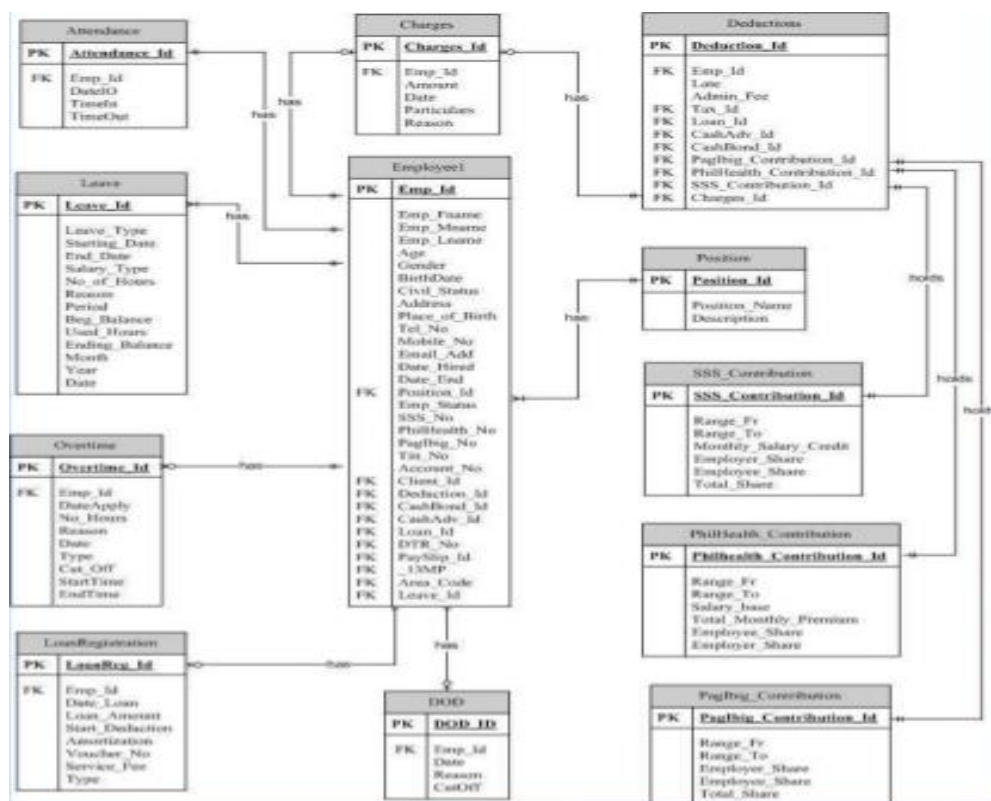 Attendance
PK Attendance_Id
FK Emp_Id
DateIO
TimeIn
TimeOut
Charges
PK Charges_Id
FK Emp_Id
Amount
Date
Particulars
Reason
Deductions
PK Deduction_Id
FK Emp_Id
Late
Admin_Fee
FK Tax_Id
FK Loan_Id
FK CashAdv_Id
FK CashBond_Id
FK PagIbig_Contribution_Id
FK PhilHealth_Contribution_Id
FK SSS_Contribution_Id
FK Charges_Id
has
has
has
Leave
PK Leave_Id
Leave_Type
Starting_Date
End_Date
Salary_Type
No_of_Hours
Reason
Period
Beg_Balance
Used_Hours
Ending_Balance
Month
Year
Date
has
Employee1
PK Emp_Id
Emp_Fname
Emp_Mname
Emp_Lname
Age
Gender
BirthDate
Civil_Status
Address
Place_of_Birth
Tel_No
Mobile_No
Email_Add
Date_Hired
Date_End
FK Position_Id
Emp_Status
SSS_No
PhilHealth_No
PagIbig_No
Tin_No
Account_No
FK Client_Id
FK Deduction_Id
FK CashBond_Id
FK CashAdv_Id
FK Loan_Id
FK DTR_No
FK PaySlip_Id
FK _13MP
FK Area_Code
FK Leave_Id
Position
PK Position_Id
Position_Name
Description
has
holds
holds
hold
SSS_Contribution
PK SSS_Contribution_Id
Range_Fr
Range_To
Monthly_Salary_Credit
Employer_Share
Employee_Share
Total_Share
Overtime
PK Overtime_Id
FK Emp_Id
DateApply
No_Hours
Reason
Date
Type
Cut_Off
StartTime
EndTime
has
PhilHealth_Contribution
PK Philhealth_Contribution_Id
Range_Fr
Range_To
Salary_base
Total_Monthly_Premium
Employee_Share
Employer_Share
LoanRegistration
PK LoanReg_Id
FK Emp_Id
Date_Loan
Loan_Amount
Start_Deduction
Amortization
Voucher_No
Service_Fee
Type
has
has
DOD
PK DOD_ID
FK Emp_Id
Date
Reason
CutOff
PagIbig_Contribution
PK PagIbig_Contribution_Id
Range_Fr
Range_To
Employer_Share
Employee_Share
Total_Share